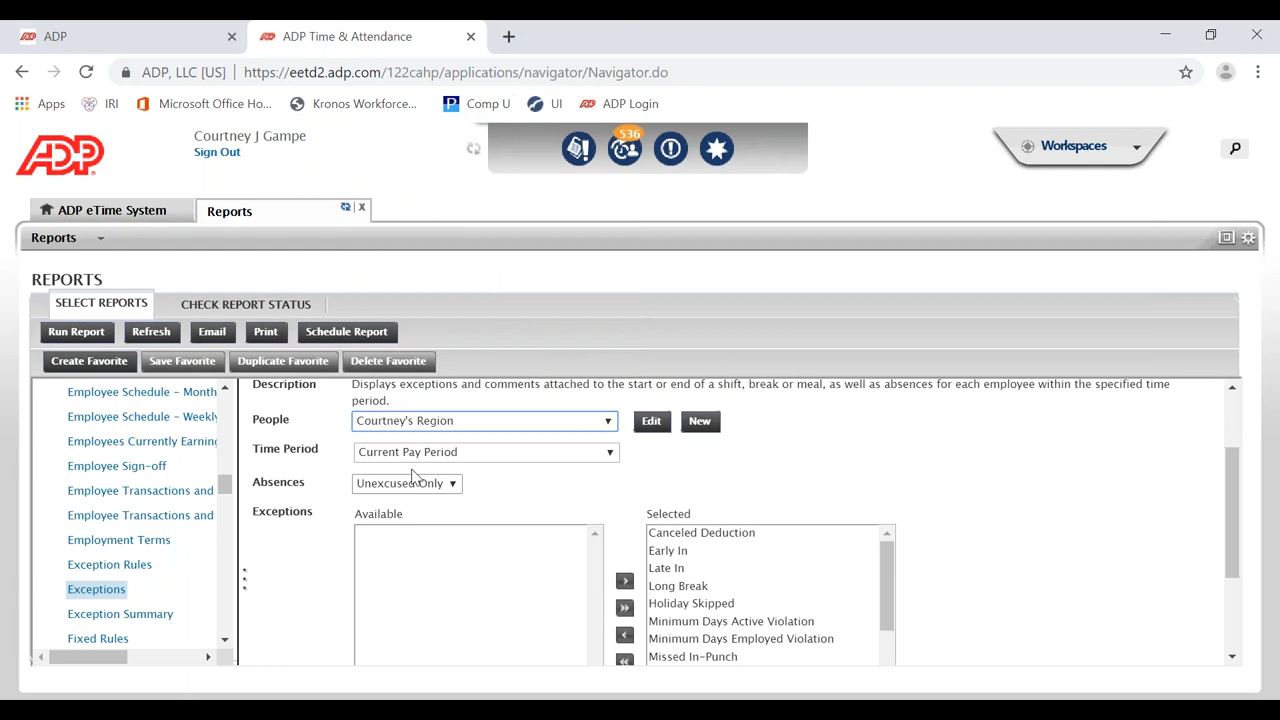 ADP
ADP Time & Attendance
ADP, LLC [US]
https://eetd2.adp.com/122cahp/applications/navigator/Navigator.do
Apps
IRI
Microsoft Office Ho...
Kronos Workforce...
Comp U
UI
ADP Login
ADP
Courtney J Gampe
Sign Out
536
Workspaces
ADP eTime System
Reports
X
Reports
REPORTS
SELECT REPORTS
CHECK REPORT STATUS
Run Report
Refresh
Email
Print
Schedule Report
Create Favorite
Save Favorite
Duplicate Favorite
Delete Favorite
Employee Schedule - Month
Employee Schedule - Weekly
Employees Currently Earning
Employee Sign-off
Employee Transactions and
Employee Transactions and
Employment Terms
Exception Rules
Exceptions
Exception Summary
Fixed Rules
Description
Displays exceptions and comments attached to the start or end of a shift, break or meal, as well as absences for each employee within the specified time
period.
People
Courtney's Region
Edit
New
Time Period
Current Pay Period
Absences
Unexcused Only
Exceptions
Available
Selected
Canceled Deduction
Early In
Late In
Long Break
Holiday Skipped
Minimum Days Active Violation
Minimum Days Employed Violation
Missed In-Punch